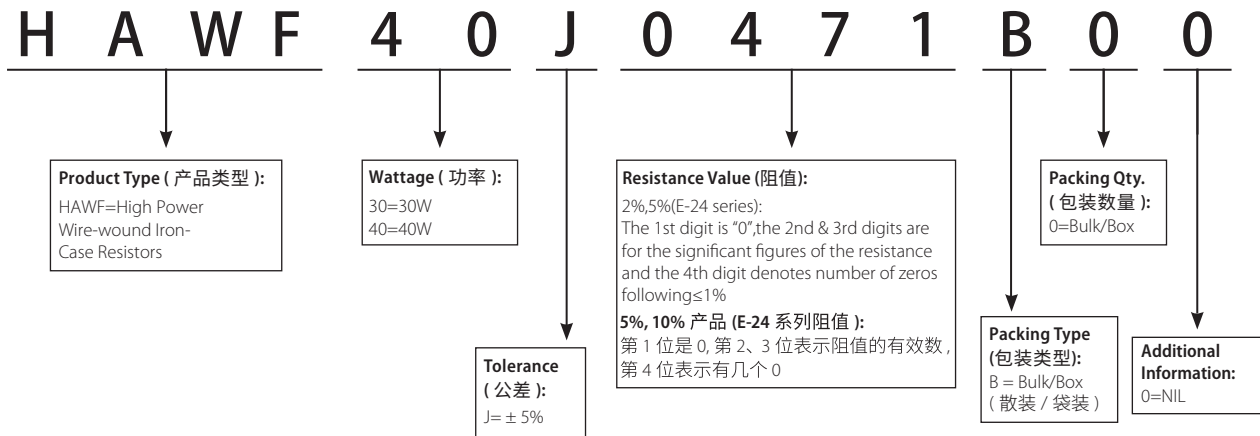 H A W F 4 0 J 0 4 7 1 B 0 0
Product Type ( 产品类型 ):
HAWF=High Power
Wire-wound Iron-
Case Resistors
Wattage ( 功率 ):
30=30W
40=40W
Tolerance
( 公差 ):
J= ± 5%
Resistance Value (阻值):
2%,5%(E-24 series):
The 1st digit is “0”,the 2nd & 3rd digits are
for the significant figures of the resistance
and the 4th digit denotes number of zeros
following≤1%
5%, 10% 产品 (E-24 系列阻值 ):
第 1 位是 0, 第 2、3 位表示阻值的有效数 ,
第 4 位表示有几个 0
Packing Type
(包装类型):
B = Bulk/Box
( 散装 / 袋装 )
Packing Qty.
( 包装数量 ):
0=Bulk/Box
Additional
Information:
0=NIL